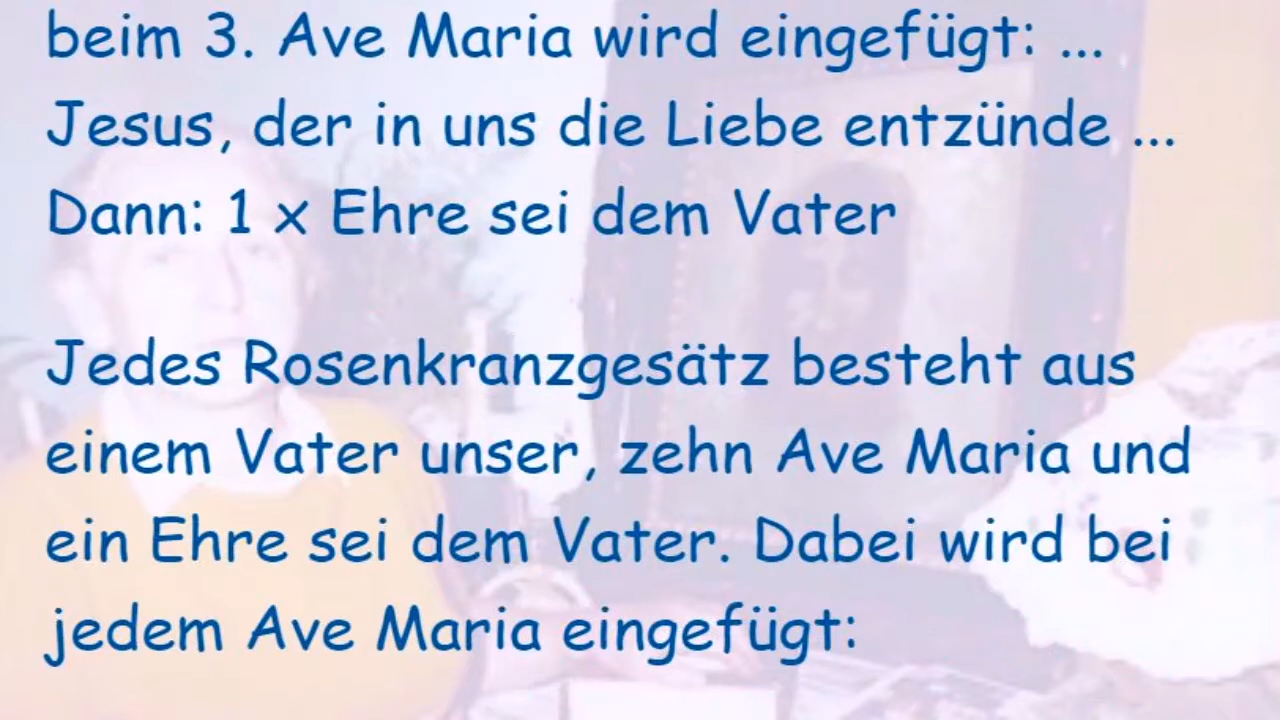 beim 3. Ave Maria wird eingefügt: ...
Jesus, der in uns die Liebe entzünde ...
Dann: 1 x Ehre sei dem Vater
Jedes Rosenkranzgesätz besteht aus
einem Vater unser, zehn Ave Maria und
ein Ehre sei dem Vater. Dabei wird bei
jedem Ave Maria eingefügt: